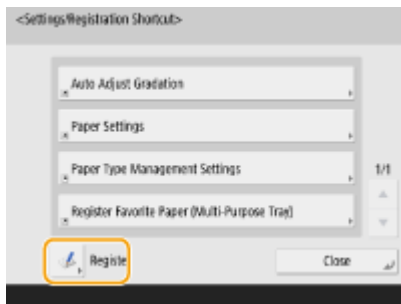 <Settings/Registration Shortcut>
Auto Adjust Gradation
Paper Settings
Paper Type Management Settings
1/1
Register Favorite Paper (Multi-Purpose Tray)
Register
Close